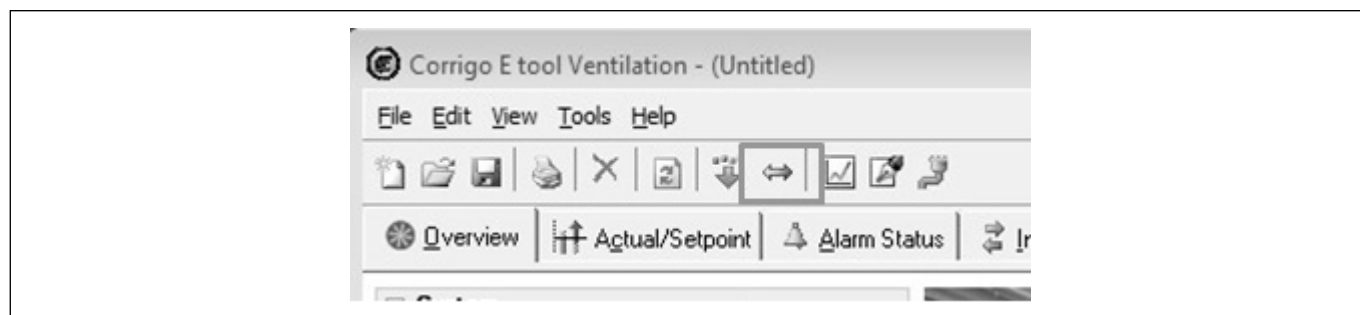 Corrigo E tool Ventilation - (Untitled)
File Edit View Tools Help
Overview Actual/Setpoint Alarm Status